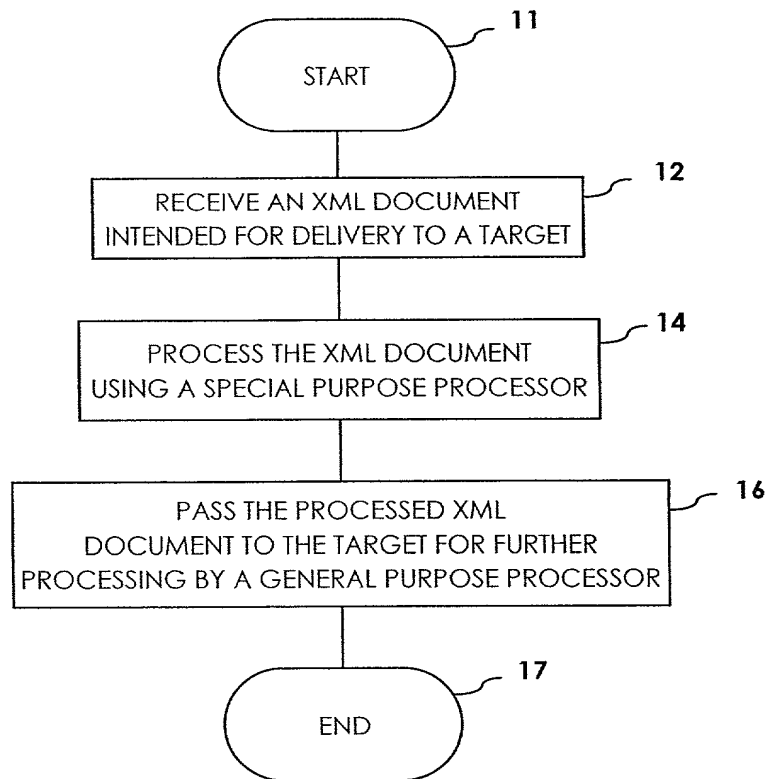 11
START
12
RECEIVE AN XML DOCUMENT
INTENDED FOR DELIVERY TO A TARGET
14
PROCESS THE XML DOCUMENT
USING A SPECIAL PURPOSE PROCESSOR
16
PASS THE PROCESSED XML
DOCUMENT TO THE TARGET FOR FURTHER
PROCESSING BY A GENERAL PURPOSE PROCESSOR
17
END